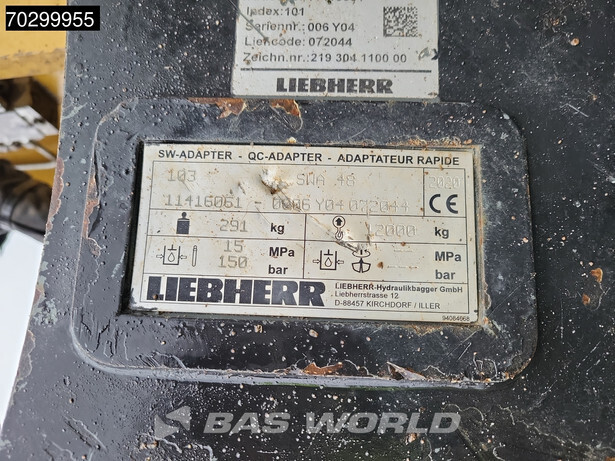 70299955
Index:101
Seriennr.:006 Y04
Liefcode:072044
Zeichn.nr.:219 304 1100 00
LIEBHERR
SW-ADAPTER - QC-ADAPTER - ADAPTATEUR RAPIDE
103 SWA 48 2020
11416061 - 0006 Y04 072044 CE
291 kg 12000 kg
15 MPa MPa
150 bar bar
LIEBHERR
LIEBHERR-Hydraulikbagger GmbH
Liebherrstrasse 12
D-88457 KIRCHDORF / ILLER
94084668
BAS WORLD